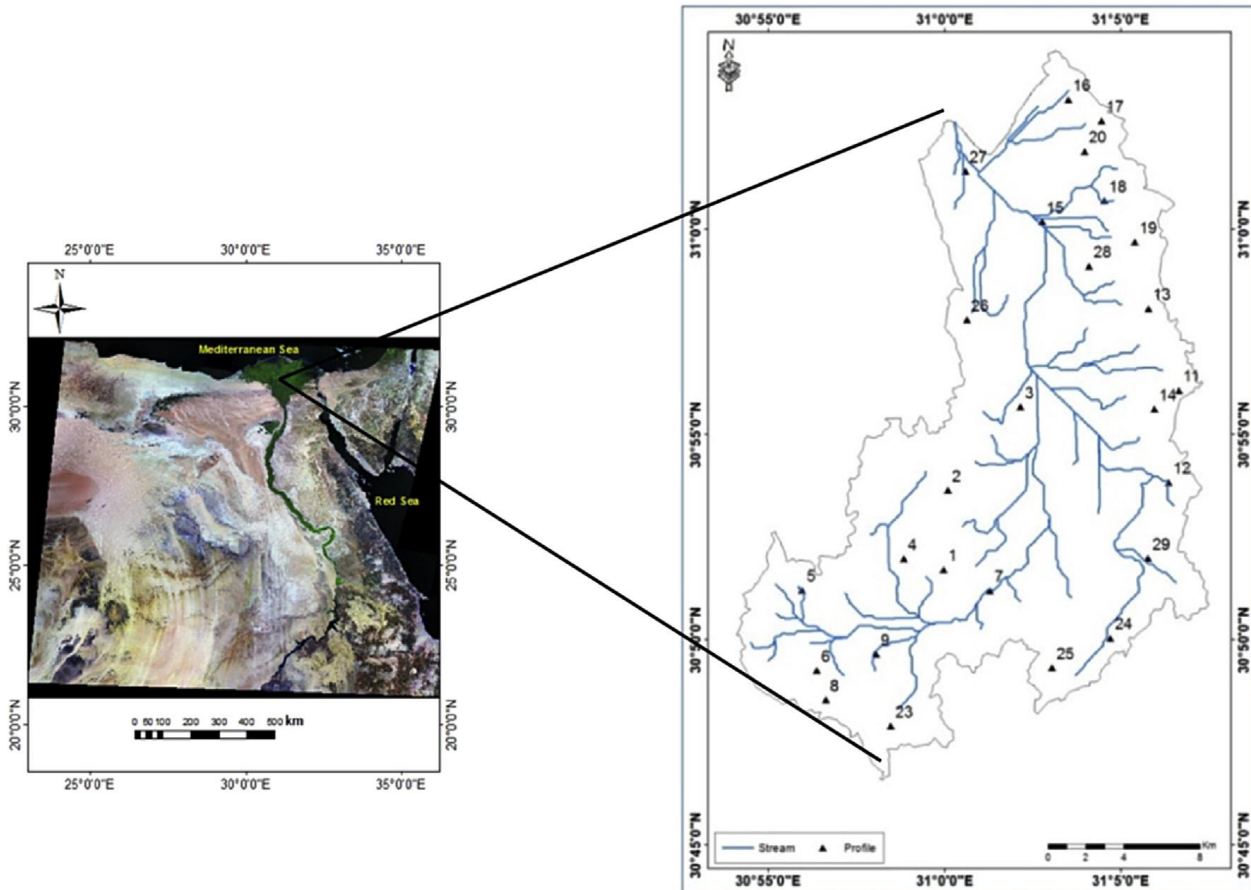 25°0'0"E 30°0'0"E 35°0'0"E
N
Mediterranean Sea
Red Sea
30°0'0"N
25°0'0"N
20°0'0"N
30°0'0"N
25°0'0"N
20°0'0"N
0 50 100 200 300 400 500 km
25°0'0"E 30°0'0"E 35°0'0"E
30°55'0"E 31°0'0"E 31°5'0"E
N
16
17
20
27
18
15
19
28
13
26
11
3
14
12
2
29
4
1
5
7
24
9
6
25
8
23
31°0'0"N
30°55'0"N
30°50'0"N
30°45'0"N
31°0'0"N
30°55'0"N
30°50'0"N
30°45'0"N
Stream Profile
Km
0 2 4 8
30°55'0"E 31°0'0"E 31°5'0"E